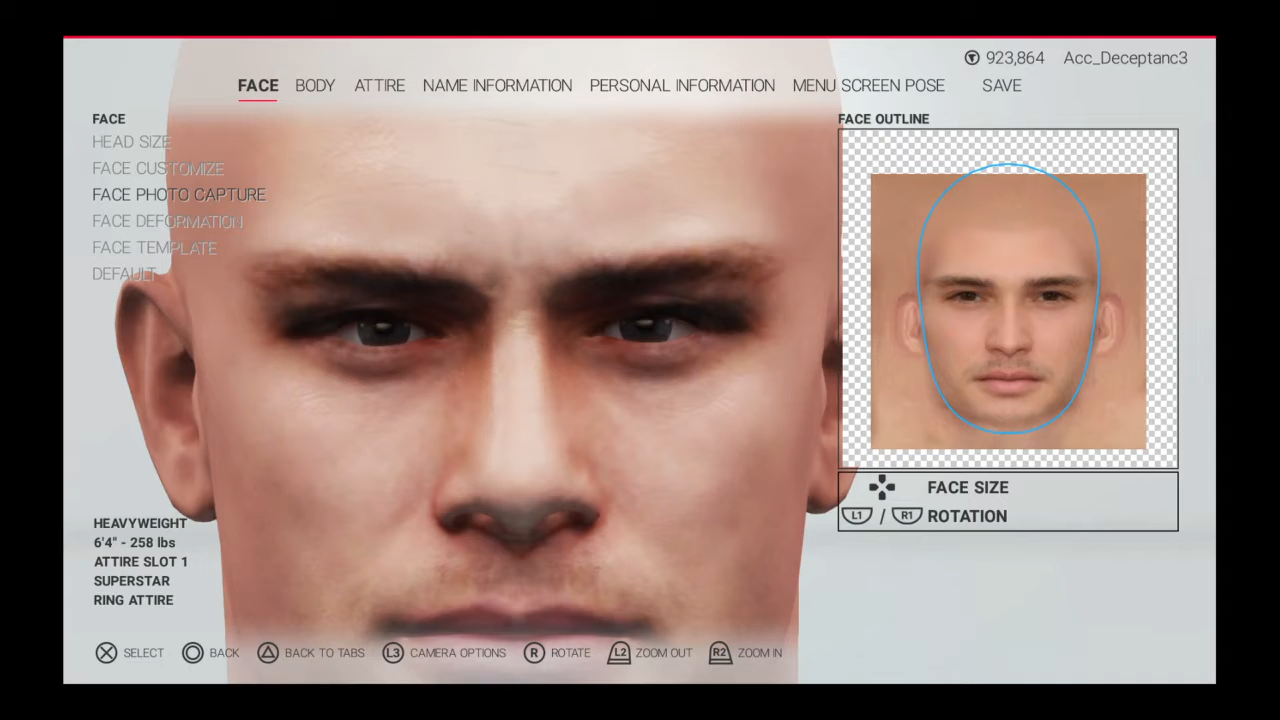 923,864 Acc_Deceptanc3
FACE BODY ATTIRE NAME INFORMATION PERSONAL INFORMATION MENU SCREEN POSE SAVE
FACE
HEAD SIZE
FACE CUSTOMIZE
FACE PHOTO CAPTURE
FACE DEFORMATION
FACE TEMPLATE
DEFAULT
FACE OUTLINE
FACE SIZE
L1 / R1 ROTATION
HEAVYWEIGHT
6'4" - 258 lbs
ATTIRE SLOT 1
SUPERSTAR
RING ATTIRE
SELECT BACK BACK TO TABS L3 CAMERA OPTIONS R ROTATE L2 ZOOM OUT R2 ZOOM IN